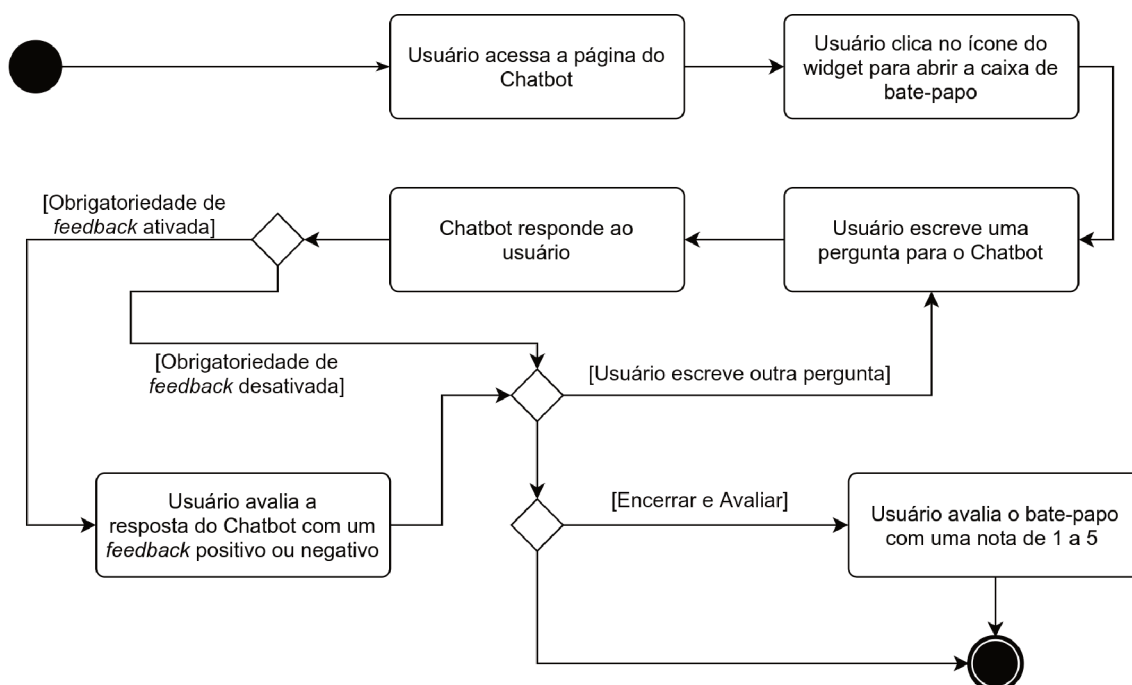 Usuário acessa a página do
Chatbot
Usuário clica no ícone do
widget para abrir a caixa de
bate-papo
[Obrigatoriedade de
feedback ativada]
Chatbot responde ao
usuário
Usuário escreve uma
pergunta para o Chatbot
[Obrigatoriedade de
feedback desativada]
[Usuário escreve outra pergunta]
Usuário avalia a
resposta do Chatbot com um
feedback positivo ou negativo
[Encerrar e Avaliar]
Usuário avalia o bate-papo
com uma nota de 1 a 5